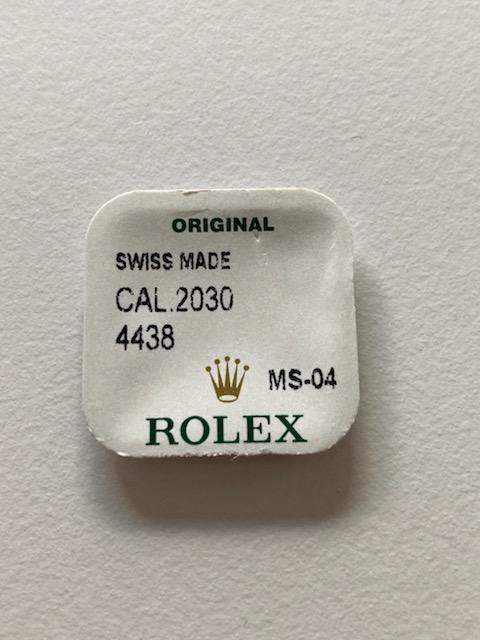 ORIGINAL
SWISS MADE
CAL.2030
4438
MS-04
ROLEX